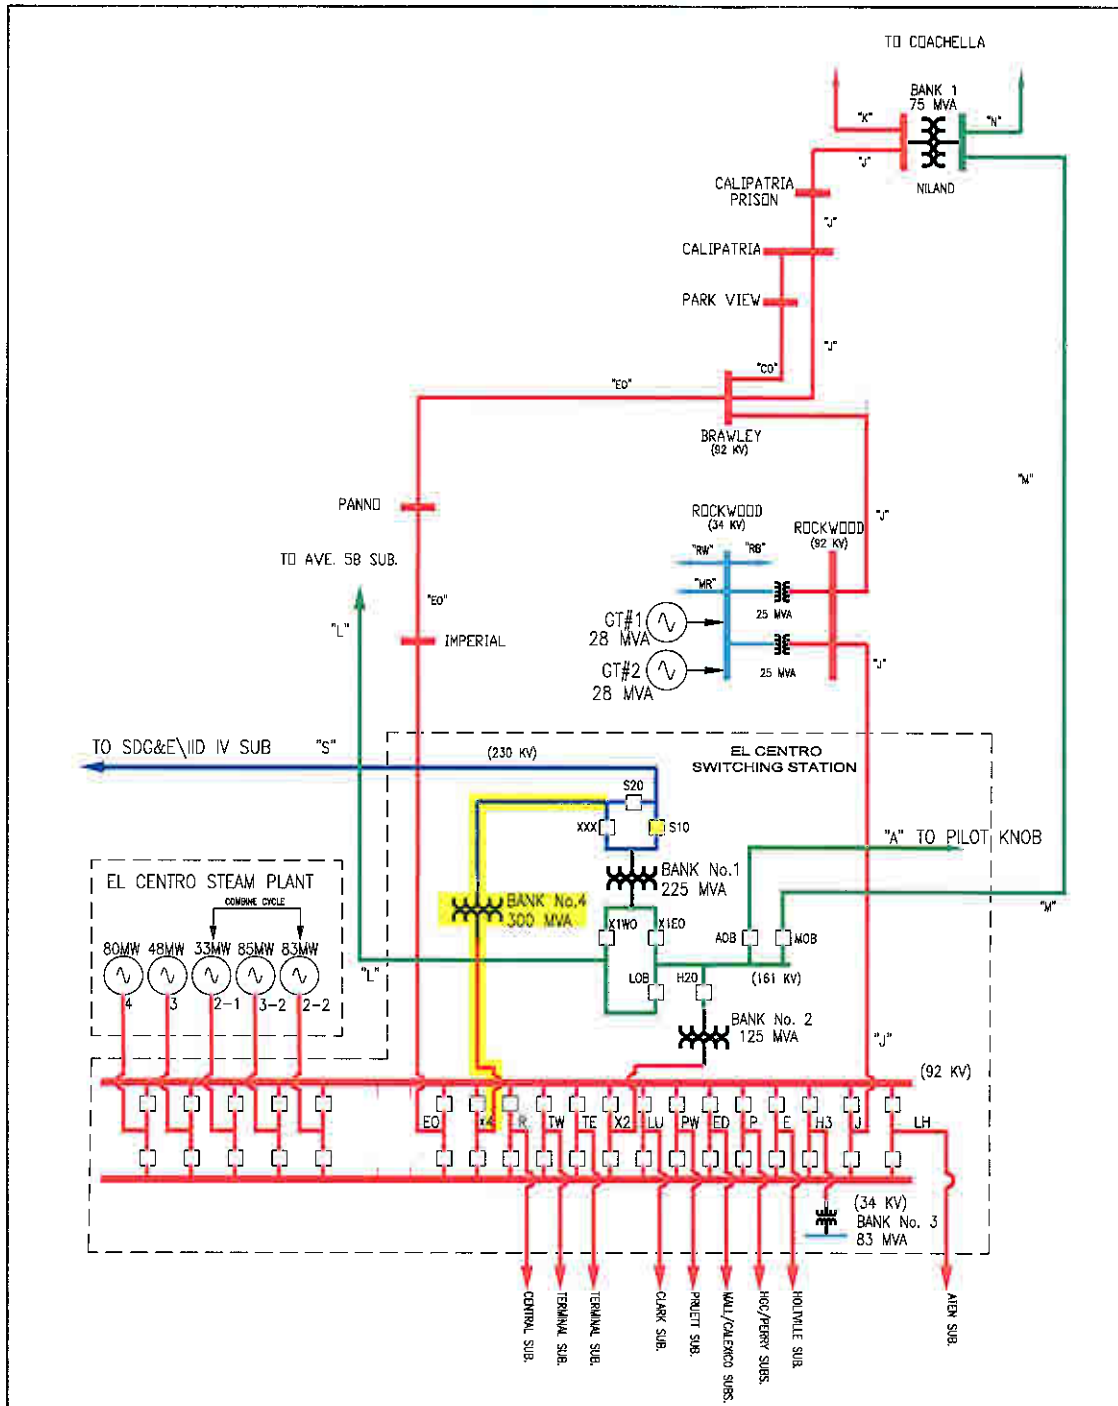 TO COACHELLA
BANK 1
75 MVA
"K"
"N"
"J"
NILAND
CALIPATRIA
PRISON
"J"
CALIPATRIA
PARK VIEW
"J"
"CO"
"EO"
BRAWLEY
(92 KV)
"M"
PANNO
ROCKWOOD
(34 KV)
ROCKWOOD
(92 KV)
"J"
TO AVE. 58 SUB.
"RW"
"RB"
"MR"
25 MVA
"EO"
GT#1
28 MVA
"L"
IMPERIAL
"J"
25 MVA
GT#2
28 MVA
TO SDG&E\IID IV SUB
"S"
(230 KV)
EL CENTRO
SWITCHING STATION
S20
XXX
S10
"A" TO PILOT KNOB
BANK No.1
225 MVA
EL CENTRO STEAM PLANT
COMBINE CYCLE
BANK No.4
300 MVA
"M"
X1WO
X1EO
AOB
MOB
80MW
48MW
33MW
85MW
83MW
"L"
LOB
H20
(161 KV)
4
3
2-1
3-2
2-2
BANK No. 2
125 MVA
"J"
(92 KV)
EO
X4
R
TW
TE
X2
LU
PW
ED
P
E
H3
J
LH
(34 KV)
BANK No. 3
83 MVA
CENTRAL SUB.
TERMINAL SUB.
TERMINAL SUB.
CLARK SUB.
PRUETT SUB.
WALL/CALEXICO SUBS.
HGC/PERRY SUBS.
HOLTVILLE SUB.
ATEN SUB.